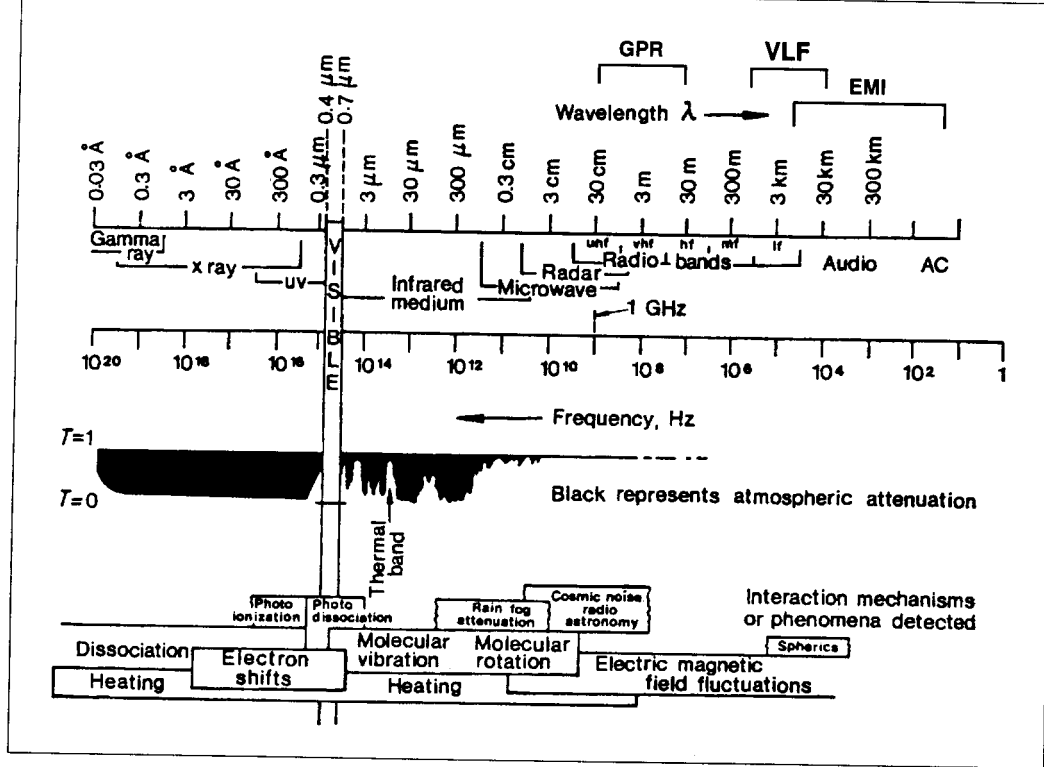 GPR
VLF
EMI
Wavelength λ
0.4 μm
0.7 μm
0.03 Å
0.3 Å
3 Å
30 Å
300 Å
0.3 μm
3 μm
30 μm
300 μm
0.3 cm
3 cm
30 cm
3 m
30 m
300 m
3 km
30 km
300 km
Gamma
ray
x ray
uv
VISIBLE
Infrared
medium
Microwave
Radar
uhf vhf hf mf lf
Radio bands
Audio
AC
1 GHz
10²⁰ 10¹⁸ 10¹⁶ 10¹⁴ 10¹² 10¹⁰ 10⁸ 10⁶ 10⁴ 10² 1
Frequency, Hz
T=1
T=0
Black represents atmospheric attenuation
Thermal
band
Photo
ionization
Photo
dissociation
Rain fog
attenuation
Cosmic noise
radio
astronomy
Interaction mechanisms
or phenomena detected
Spherics
Dissociation
Electron
shifts
Molecular
vibration
Molecular
rotation
Electric magnetic
field fluctuations
Heating
Heating